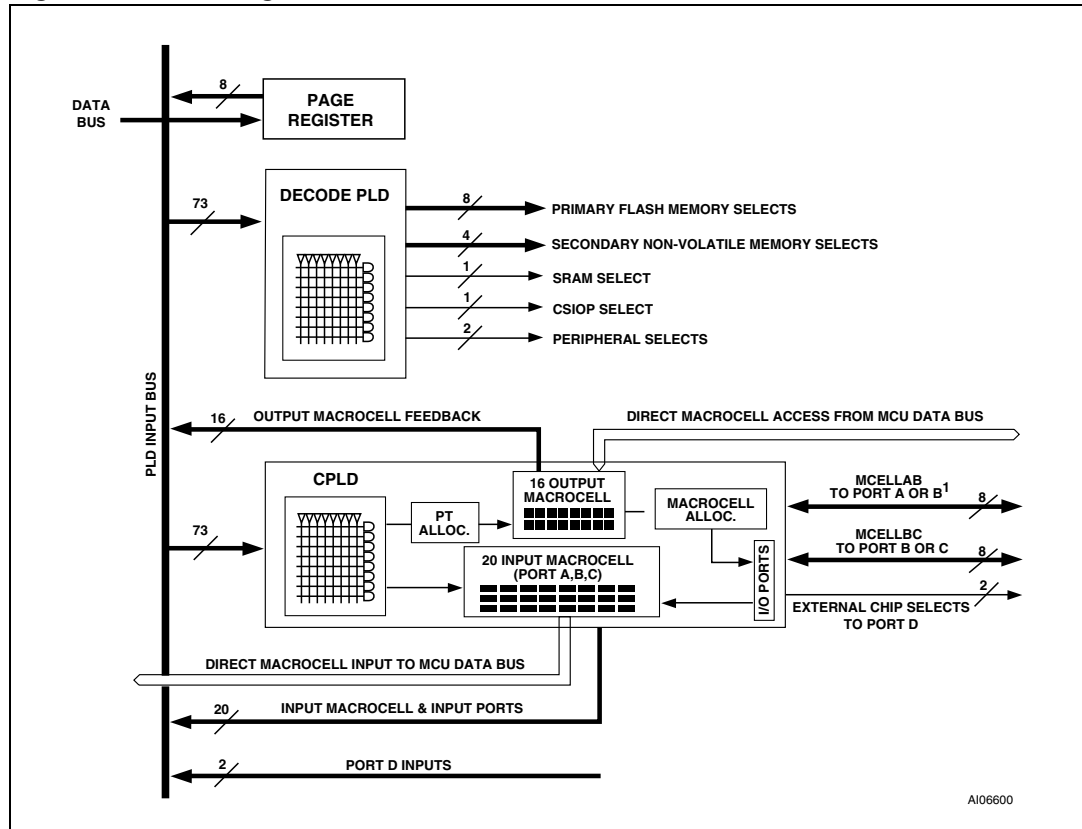 8
PAGE
REGISTER
DATA
BUS
73
DECODE PLD
8
PRIMARY FLASH MEMORY SELECTS
4
SECONDARY NON-VOLATILE MEMORY SELECTS
1
SRAM SELECT
1
CSIOP SELECT
2
PERIPHERAL SELECTS
PLD INPUT BUS
16
OUTPUT MACROCELL FEEDBACK
DIRECT MACROCELL ACCESS FROM MCU DATA BUS
CPLD
73
PT
ALLOC.
16 OUTPUT
MACROCELL
MACROCELL
ALLOC.
20 INPUT MACROCELL
(PORT A,B,C)
I/O PORTS
MCELLAB
TO PORT A OR B1
8
MCELLBC
TO PORT B OR C
8
2
EXTERNAL CHIP SELECTS
TO PORT D
DIRECT MACROCELL INPUT TO MCU DATA BUS
20
INPUT MACROCELL & INPUT PORTS
2
PORT D INPUTS
AI06600